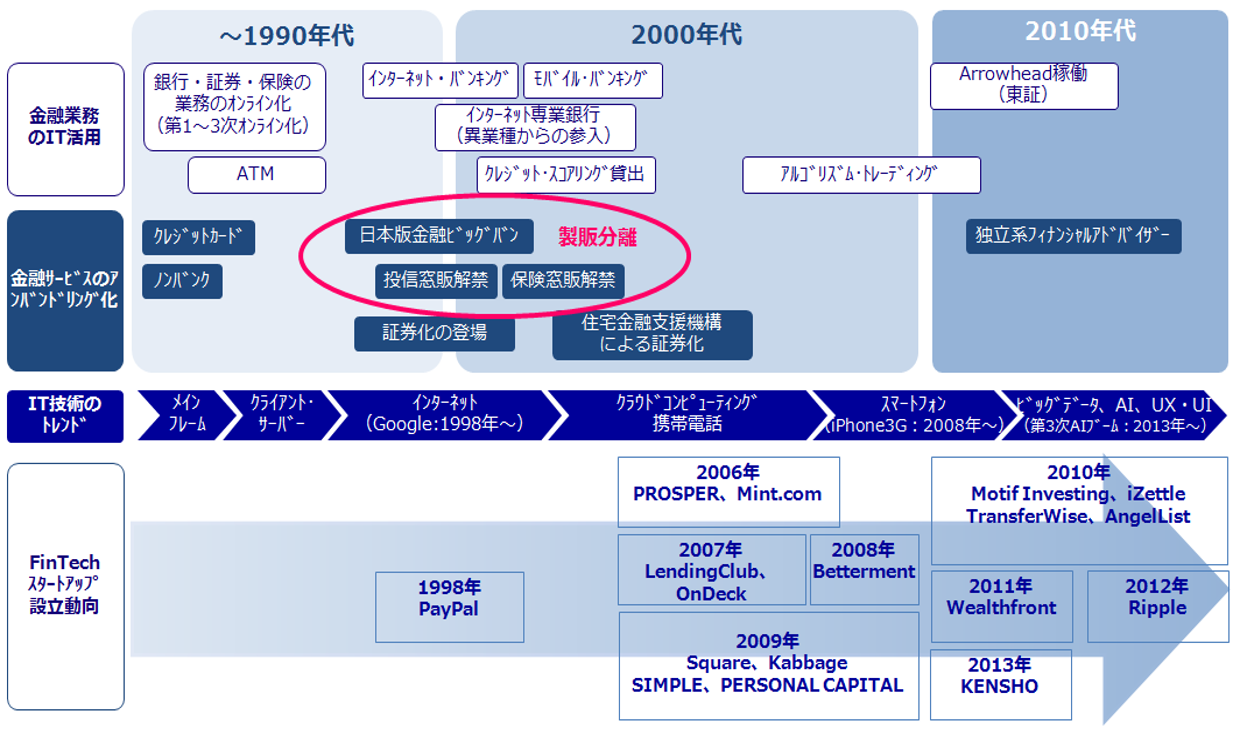 ～1990年代
2000年代
2010年代
金融業務
のIT活用
銀行・証券・保険の
業務のｵﾝﾗｲﾝ化
（第1～3次ｵﾝﾗｲﾝ化）
ATM
ｲﾝﾀｰﾈｯﾄ・ﾊﾞﾝｷﾝｸﾞ
ﾓﾊﾞｲﾙ・ﾊﾞﾝｷﾝｸﾞ
ｲﾝﾀｰﾈｯﾄ専業銀行
（異業種からの参入）
ｸﾚｼﾞｯﾄ・ｽｺｱﾘﾝｸﾞ貸出
ｱﾙｺﾞﾘｽﾞﾑ・ﾄﾚｰﾃﾞｨﾝｸﾞ
Arrowhead稼働
（東証）
金融ｻｰﾋﾞｽのｱ
ﾝﾊﾞﾝﾄﾞﾘﾝｸﾞ化
ｸﾚｼﾞｯﾄｶｰﾄﾞ
ﾉﾝﾊﾞﾝｸ
日本版金融ﾋﾞｯｸﾞﾊﾞﾝ
製販分離
投信窓販解禁
保険窓販解禁
証券化の登場
住宅金融支援機構
による証券化
独立系ﾌｨﾅﾝｼｬﾙｱﾄﾞﾊﾞｲｻﾞｰ
IT技術の
ﾄﾚﾝﾄﾞ
ﾒｲﾝ
ﾌﾚｰﾑ
ｸﾗｲｱﾝﾄ・
ｻｰﾊﾞｰ
ｲﾝﾀｰﾈｯﾄ
（Google:1998年～）
ｸﾗｳﾄﾞｺﾝﾋﾟｭｰﾃｨﾝｸﾞ
携帯電話
ｽﾏｰﾄﾌｫﾝ
（iPhone3G：2008年～）
ﾋﾞｯｸﾞﾃﾞｰﾀ、AI、UX・UI
（第3次AIﾌﾞｰﾑ：2013年～）
FinTech
ｽﾀｰﾄｱｯﾌﾟ
設立動向
1998年
PayPal
2006年
PROSPER、Mint.com
2007年
LendingClub、
OnDeck
2008年
Betterment
2009年
Square、Kabbage
SIMPLE、PERSONAL CAPITAL
2010年
Motif Investing、iZettle
TransferWise、AngelList
2011年
Wealthfront
2012年
Ripple
2013年
KENSHO